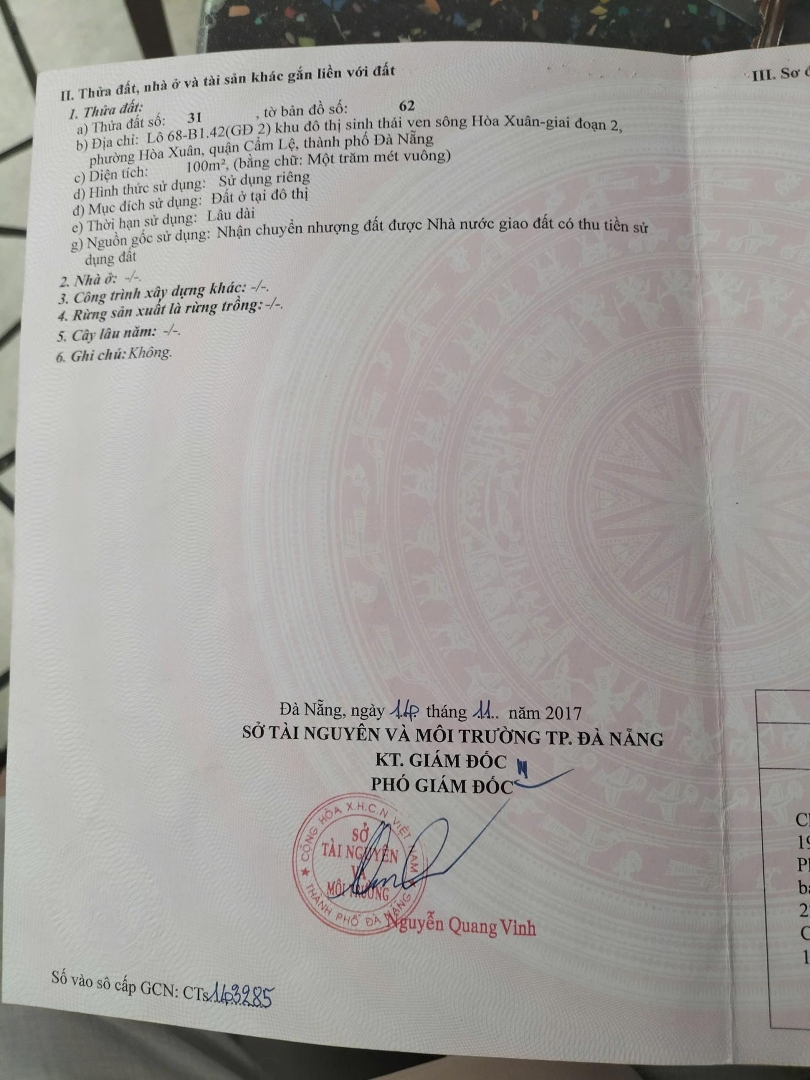 II. Thửa đất, nhà ở và tài sản khác gắn liền với đất
1. Thửa đất:
a) Thửa đất số: 31 , tờ bản đồ số: 62
b) Địa chỉ: Lô 68-B1.42(GĐ 2) khu đô thị sinh thái ven sông Hòa Xuân-giai đoạn 2,
phường Hòa Xuân, quận Cẩm Lệ, thành phố Đà Nẵng
c) Diện tích: 100m², (bằng chữ: Một trăm mét vuông)
d) Hình thức sử dụng: Sử dụng riêng
đ) Mục đích sử dụng: Đất ở tại đô thị
e) Thời hạn sử dụng: Lâu dài
g) Nguồn gốc sử dụng: Nhận chuyển nhượng đất được Nhà nước giao đất có thu tiền sử
dụng đất
2. Nhà ở: -/-.
3. Công trình xây dựng khác: -/-.
4. Rừng sản xuất là rừng trồng: -/-.
5. Cây lâu năm: -/-.
6. Ghi chú: Không.
Đà Nẵng, ngày 14 tháng 11.. năm 2017
SỞ TÀI NGUYÊN VÀ MÔI TRƯỜNG TP. ĐÀ NẴNG
KT. GIÁM ĐỐC
PHÓ GIÁM ĐỐC
CỘNG HÒA X.H.C.N VIỆT NAM
SỞ
TÀI NGUYÊN
VÀ
MÔI TRƯỜNG
THÀNH PHỐ ĐÀ NẴNG
Nguyễn Quang Vinh
Số vào sổ cấp GCN: CTs143285
III. Sơ